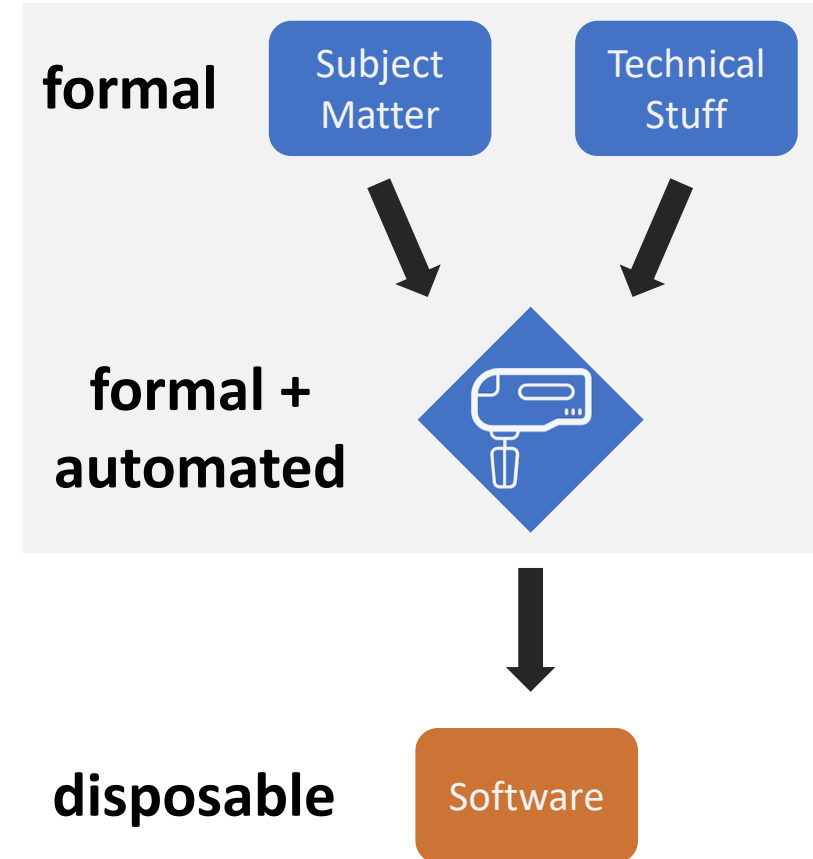 formal
Subject
Matter
Technical
Stuff
formal +
automated
disposable
Software